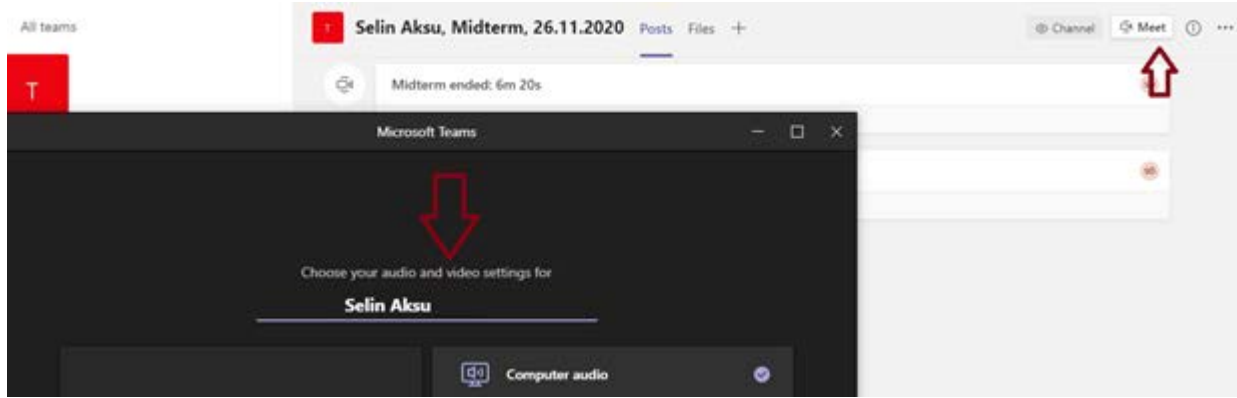 All teams
T
T Selin Aksu, Midterm, 26.11.2020 Posts Files +
Channel Meet
Midterm ended: 6m 20s
Microsoft Teams
Choose your audio and video settings for
Selin Aksu
Computer audio